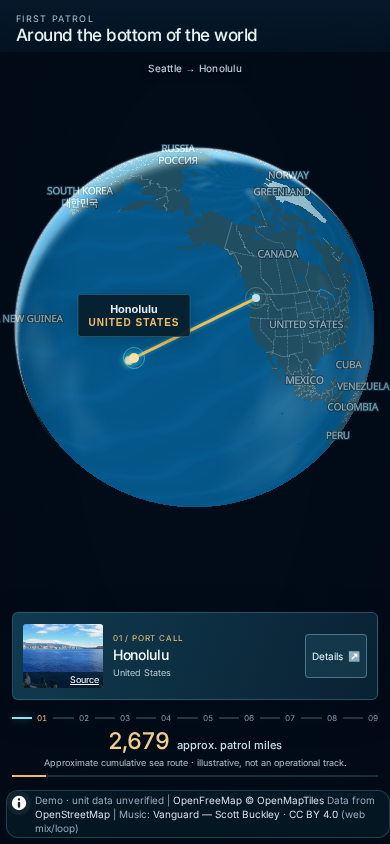 FIRST PATROL
Around the bottom of the world
Seattle → Honolulu
RUSSIA
РОССИЯ
NORWAY
SOUTH KOREA
대한민국
GREENLAND
CANADA
Honolulu
UNITED STATES
NEW GUINEA
UNITED STATES
CUBA
MEXICO
VENEZUELA
COLOMBIA
PERU
Source
01 / PORT CALL
Honolulu
United States
Details ↗
01 02 03 04 05 06 07 08 09
2,679 approx. patrol miles
Approximate cumulative sea route · illustrative, not an operational track.
Demo · unit data unverified | OpenFreeMap © OpenMapTiles Data from
OpenStreetMap | Music: Vanguard — Scott Buckley · CC BY 4.0 (web
mix/loop)